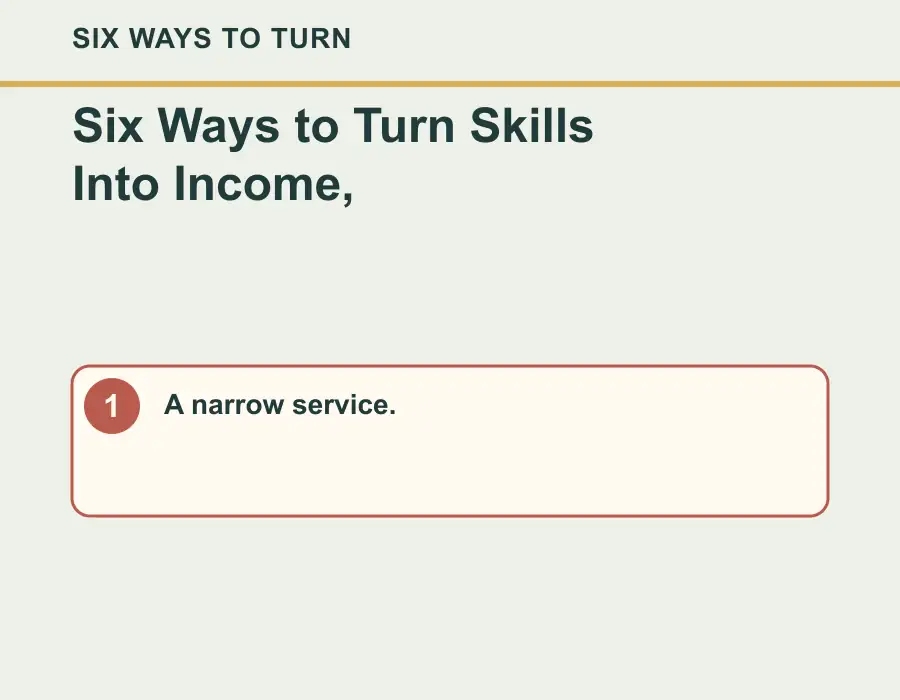 SIX WAYS TO TURN
Six Ways to Turn Skills
Into Income,
1
A narrow service.